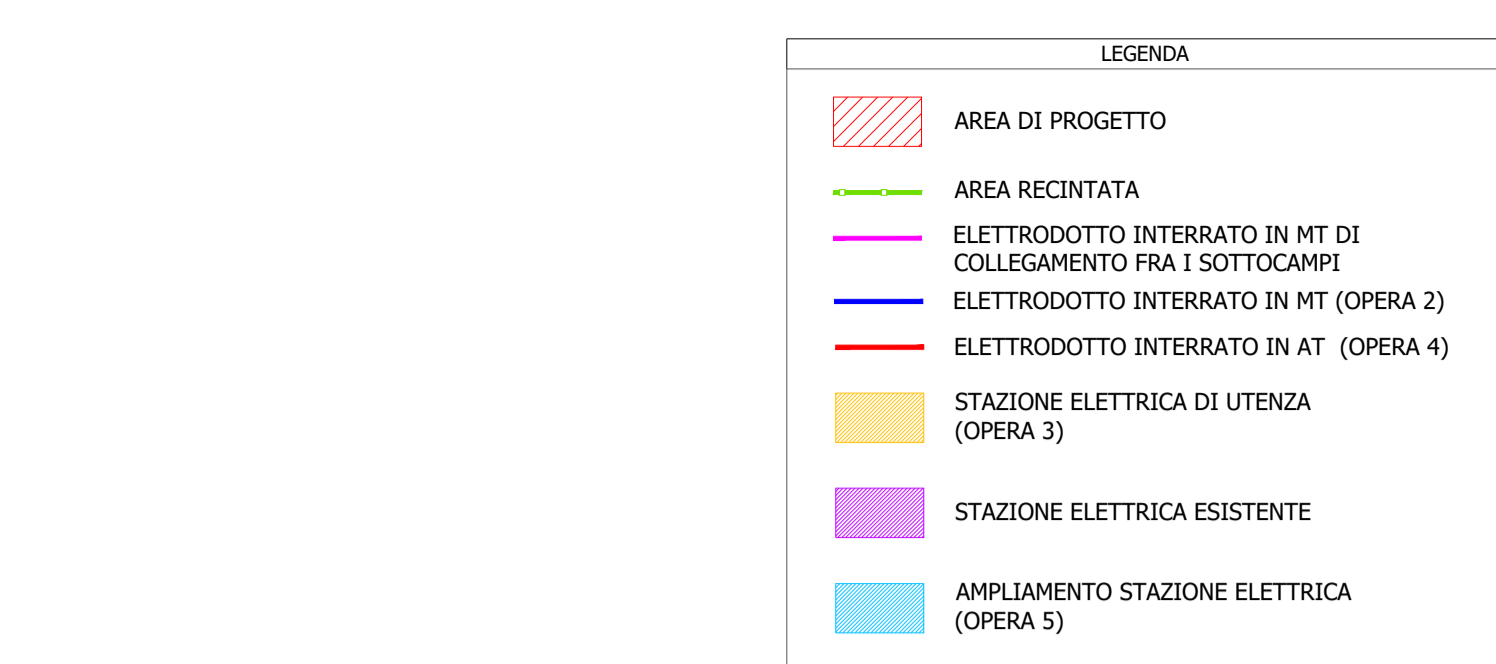 LEGENDA
AREA DI PROGETTO
AREA RECINTATA
ELETTRODOTTO INTERRATO IN MT DI
COLLEGAMENTO FRA I SOTTOCAMPI
ELETTRODOTTO INTERRATO IN MT (OPERA 2)
ELETTRODOTTO INTERRATO IN AT (OPERA 4)
STAZIONE ELETTRICA DI UTENZA
(OPERA 3)
STAZIONE ELETTRICA ESISTENTE
AMPLIAMENTO STAZIONE ELETTRICA
(OPERA 5)